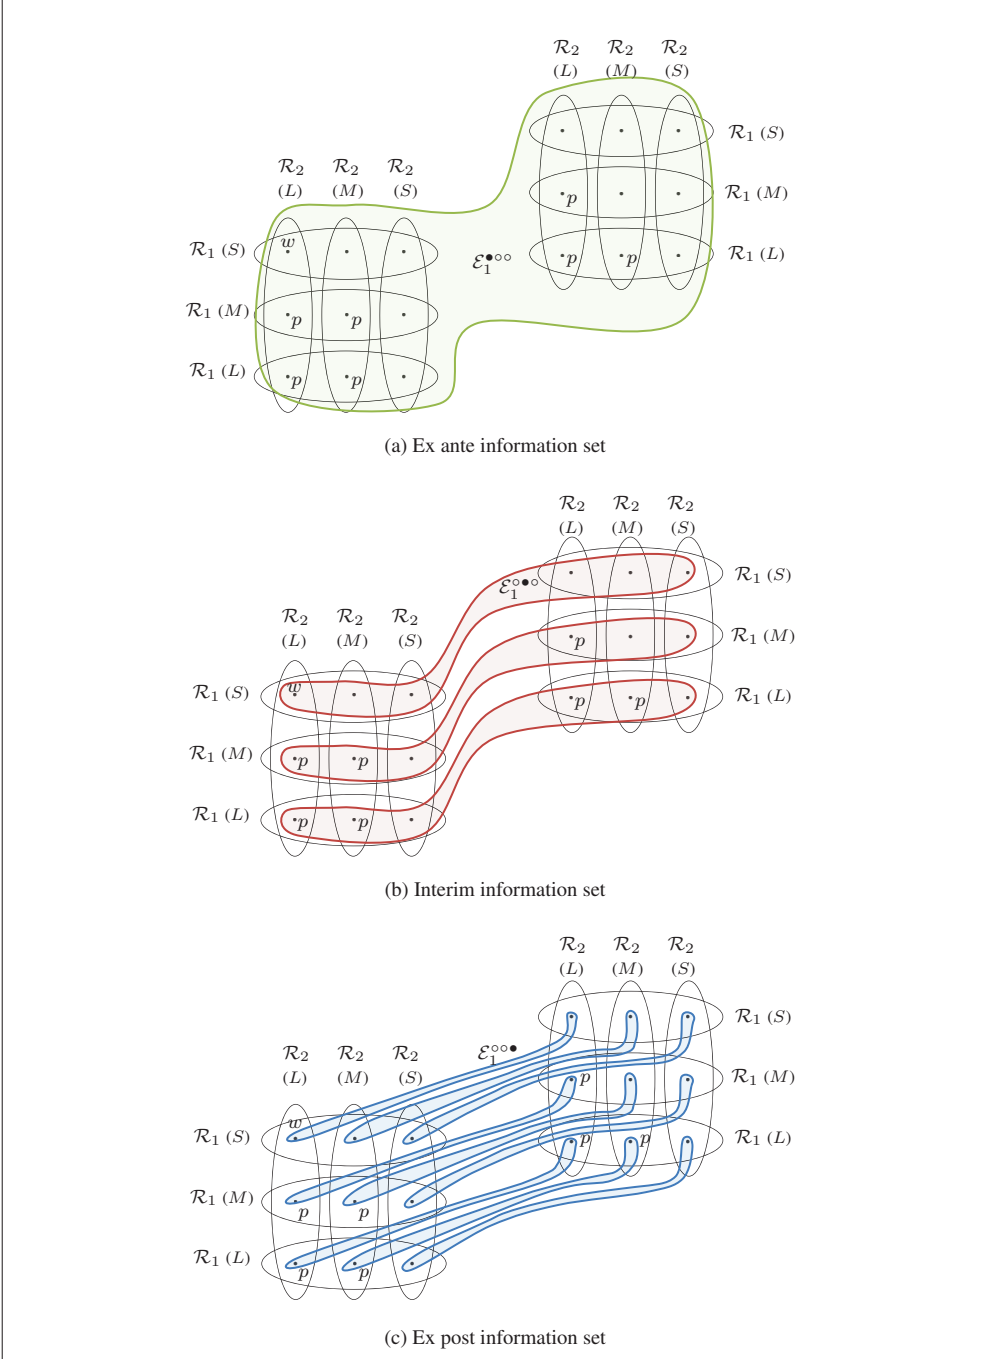 ℛ₂ ℛ₂ ℛ₂
(L) (M) (S)
ℛ₁ (S)
ℛ₂ ℛ₂ ℛ₂
(L) (M) (S)
p
ℛ₁ (M)
w
ℛ₁ (S)
ℰ₁●○○
p p
ℛ₁ (L)
ℛ₁ (M)
p p
ℛ₁ (L)
p p
(a) Ex ante information set
ℛ₂ ℛ₂ ℛ₂
(L) (M) (S)
ℰ₁○●○
ℛ₁ (S)
ℛ₂ ℛ₂ ℛ₂
(L) (M) (S)
p
ℛ₁ (M)
ℛ₁ (S)
w
p p
ℛ₁ (L)
ℛ₁ (M)
p p
ℛ₁ (L)
p p
(b) Interim information set
ℛ₂ ℛ₂ ℛ₂
(L) (M) (S)
ℛ₁ (S)
ℛ₂ ℛ₂ ℛ₂
(L) (M) (S)
ℰ₁○○●
p
ℛ₁ (M)
w
ℛ₁ (S)
p p
ℛ₁ (L)
ℛ₁ (M)
p p
ℛ₁ (L)
p p
(c) Ex post information set